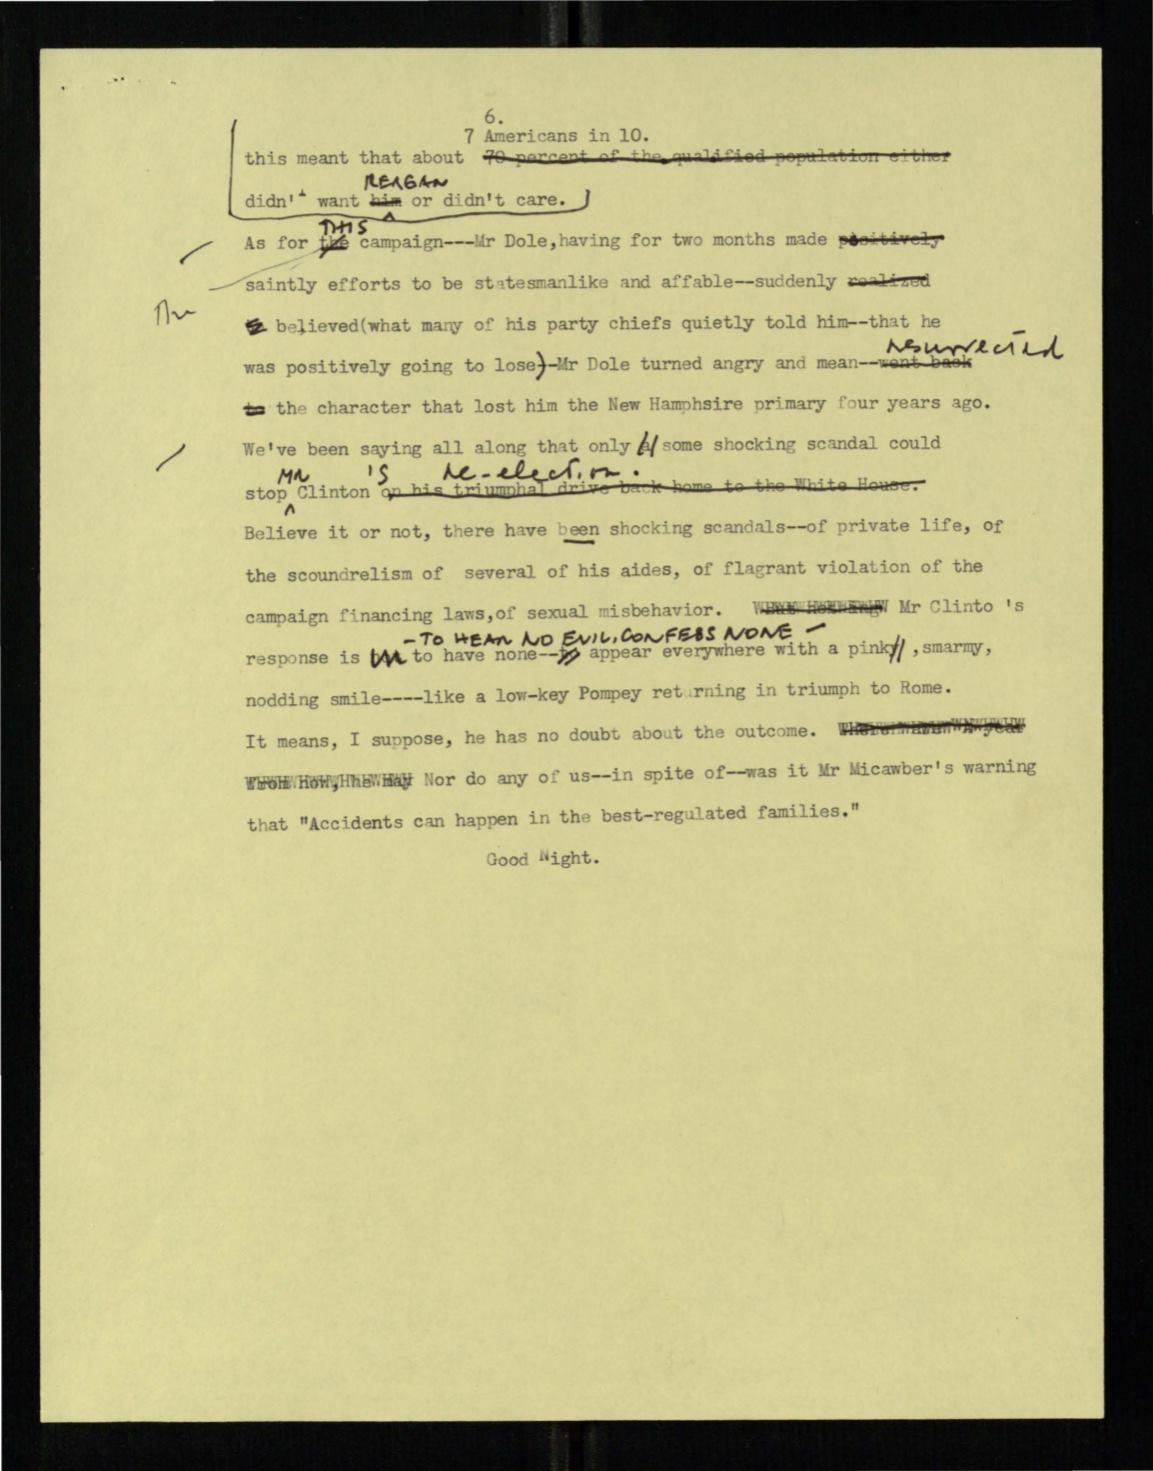 6.
7 Americans in 10.
this meant that about 70 percent of the qualified population either
REAGAN
didn't want him or didn't care.
THIS
As for the campaign---Mr Dole,having for two months made positively
saintly efforts to be statesmanlike and affable--suddenly realized
believed(what many of his party chiefs quietly told him--that he
resurrected
was positively going to lose)-Mr Dole turned angry and mean--went back
to the character that lost him the New Hamphsire primary four years ago.
We've been saying all along that only a some shocking scandal could
MR 'S re-election.
stop Clinton on his triumphal drive back home to the White House.
Believe it or not, there have been shocking scandals--of private life, of
the scoundrelism of several of his aides, of flagrant violation of the
campaign financing laws,of sexual misbehavior. Mr Clinto 's
-TO HEAR NO EVIL, CONFESS NONE-
response is to have none--to appear everywhere with a pink ,smarmy,
nodding smile----like a low-key Pompey returning in triumph to Rome.
It means, I suppose, he has no doubt about the outcome.
Nor do any of us--in spite of--was it Mr Micawber's warning
that "Accidents can happen in the best-regulated families."
Good Night.